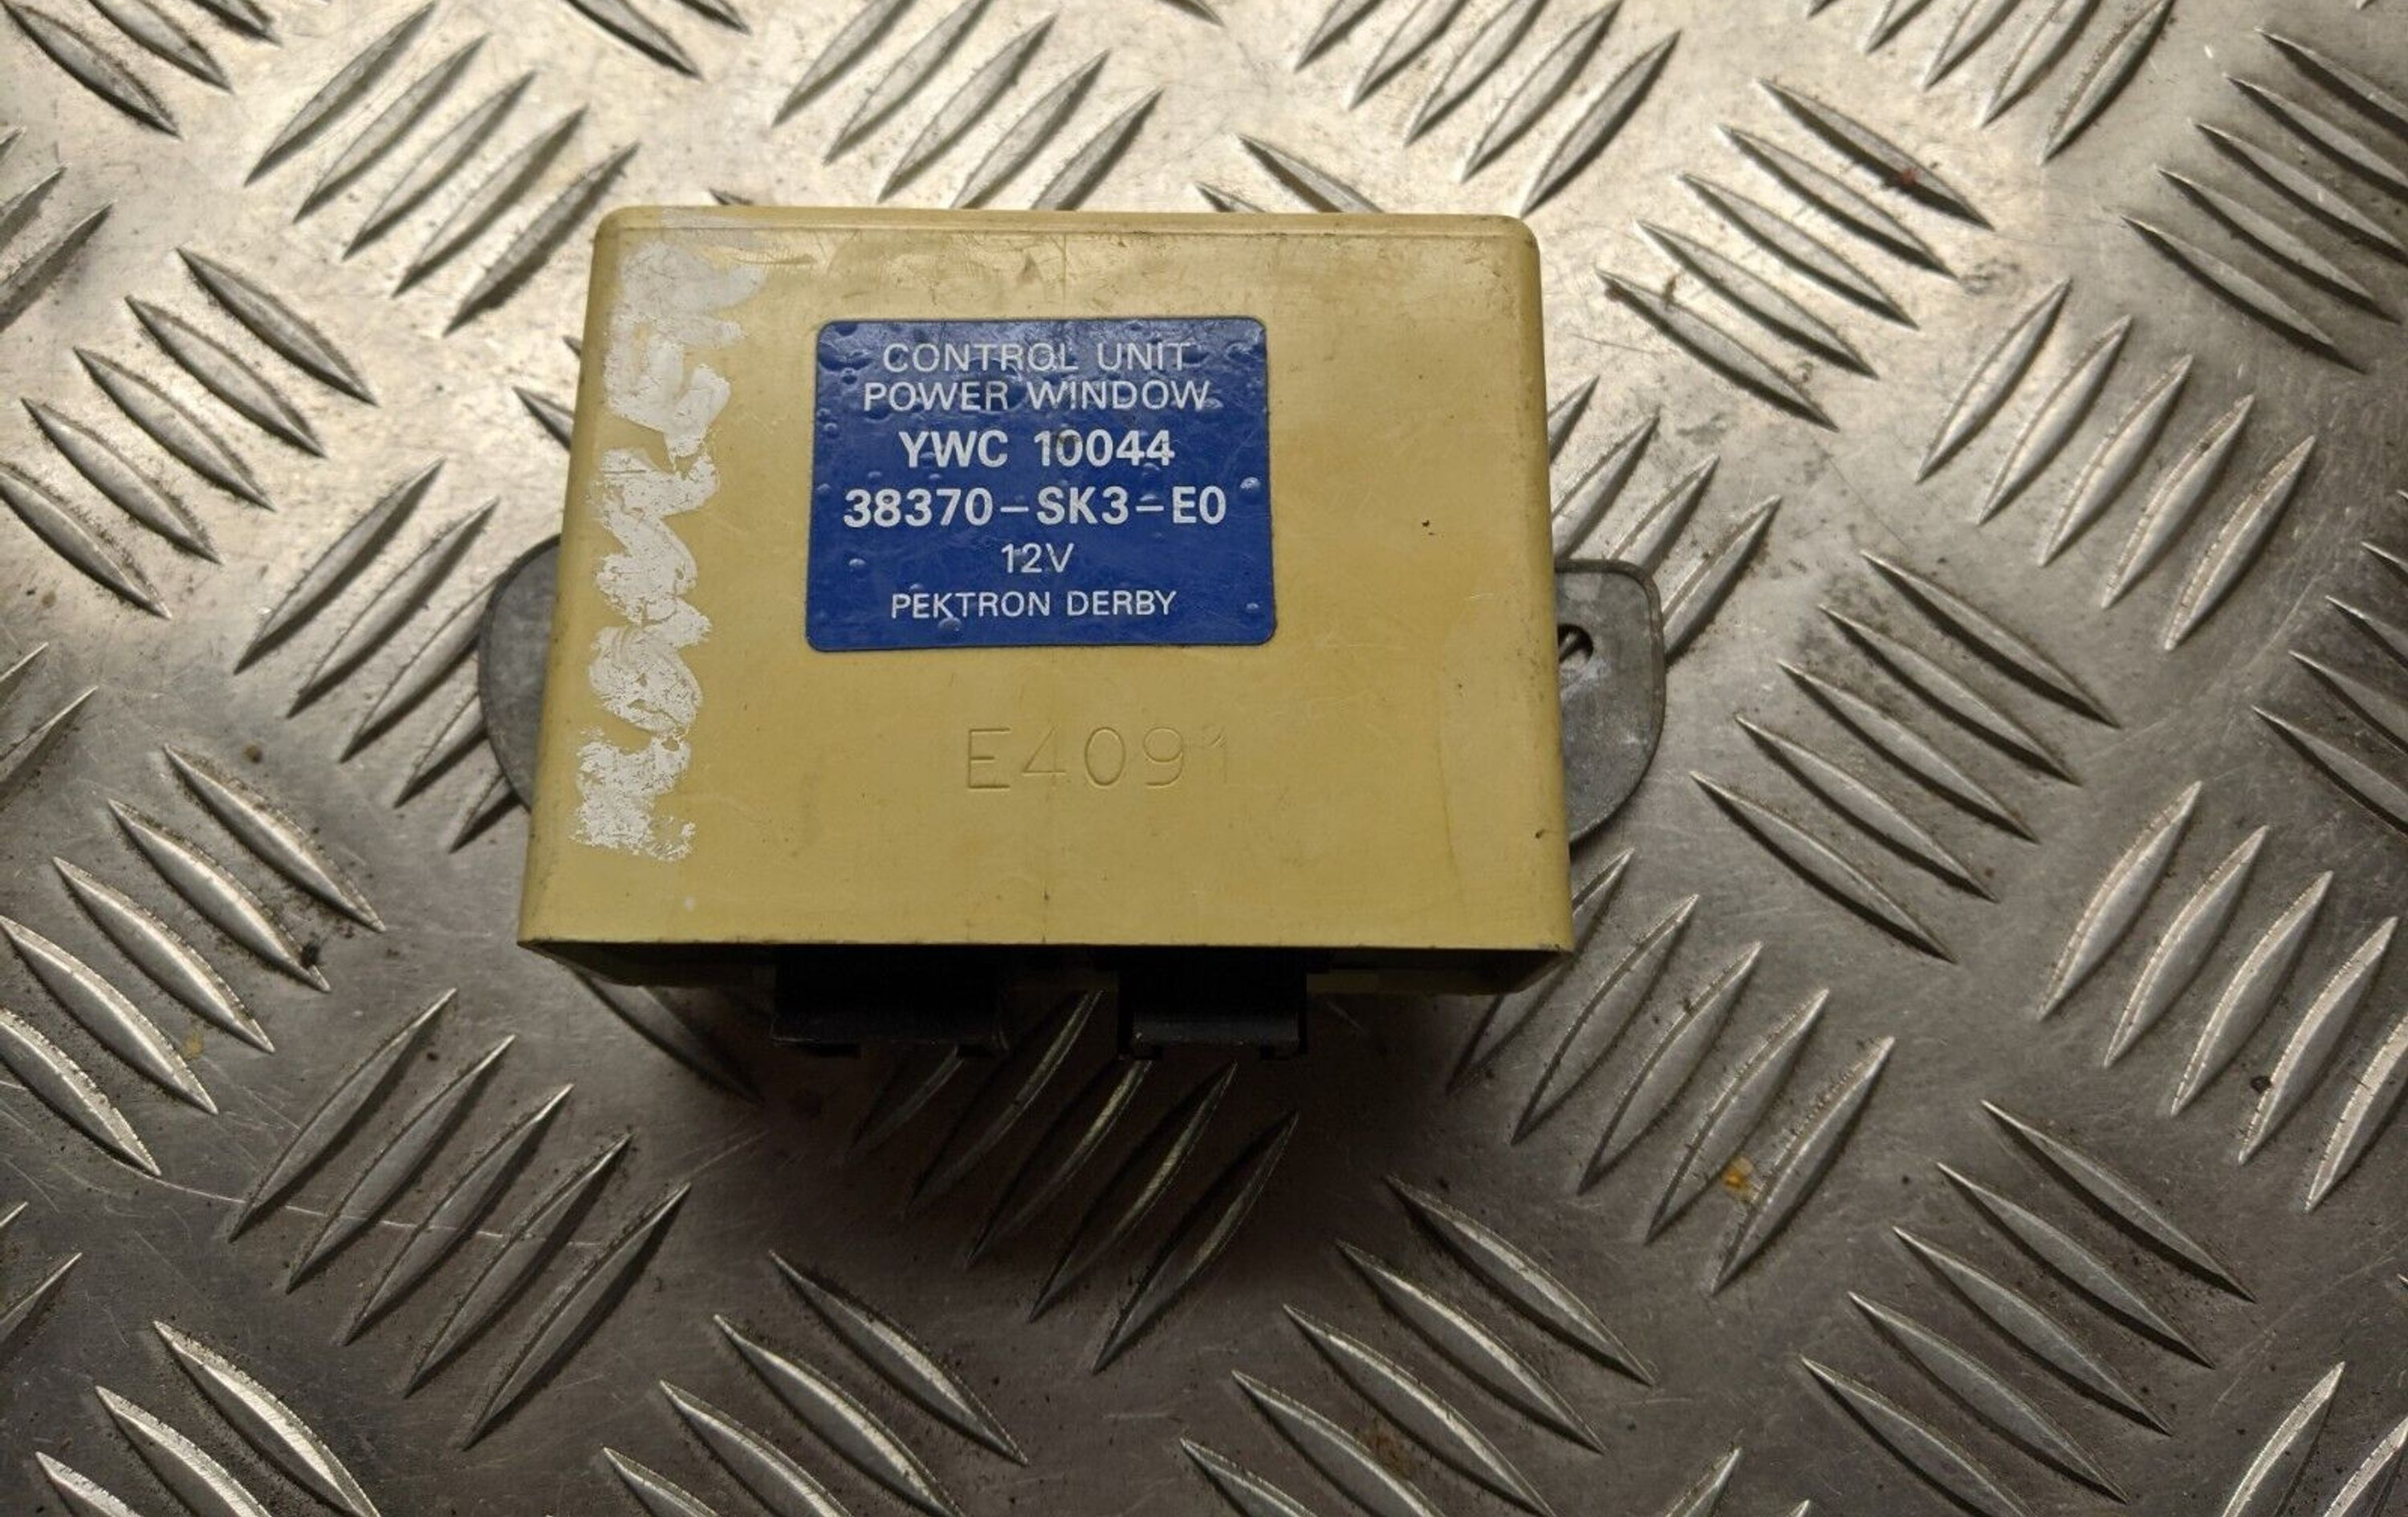 CONTROL UNIT
POWER WINDOW
YWC 10044
38370-SK3-E0
12V
PEKTRON DERBY
E4091